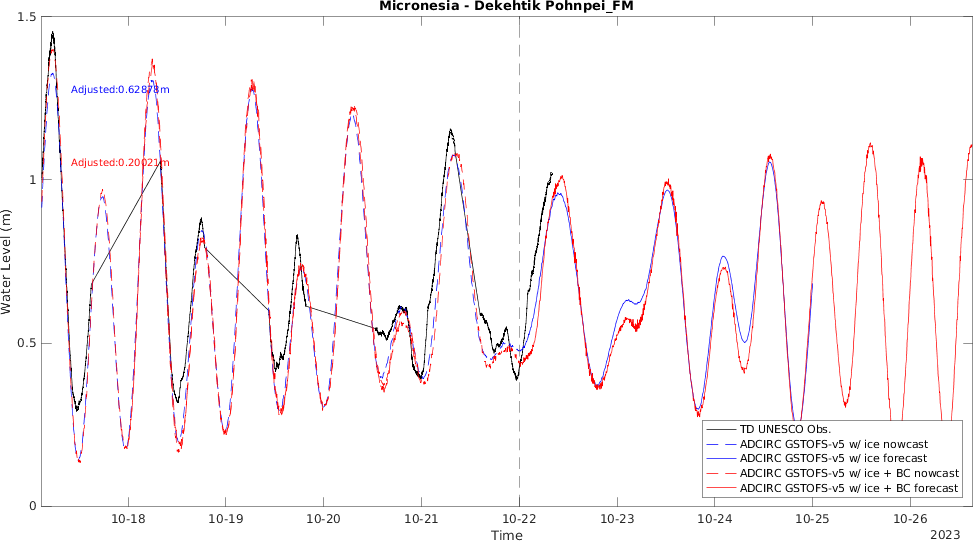 Micronesia - Dekehtik Pohnpei_FM
1.5
Adjusted:0.62878m
Adjusted:0.20021m
1
Water Level (m)
0.5
TD UNESCO Obs.
ADCIRC GSTOFS-v5 w/ ice nowcast
ADCIRC GSTOFS-v5 w/ ice forecast
ADCIRC GSTOFS-v5 w/ ice + BC nowcast
ADCIRC GSTOFS-v5 w/ ice + BC forecast
0
10-18 10-19 10-20 10-21 10-22 10-23 10-24 10-25 10-26
Time
2023